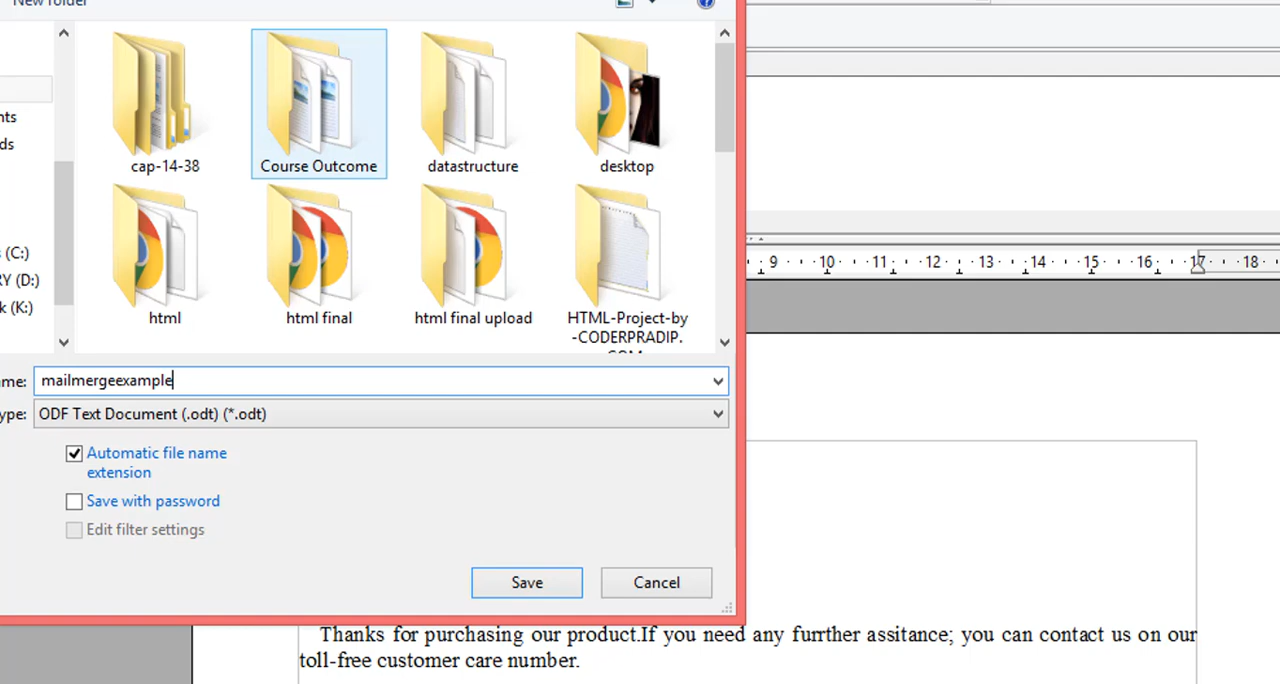 New folder
cap-14-38
Course Outcome
datastructure
desktop
nts
ds
html
html final
html final upload
HTML-Project-by
-CODERPRADIP.
COM
(C:)
RY (D:)
k (K:)
9 10 11 12 13 14 15 16 17 18
ame: mailmergeexample
ype: ODF Text Document (.odt) (*.odt)
Automatic file name
extension
Save with password
Edit filter settings
Save Cancel
Thanks for purchasing our product.If you need any furrther assitance; you can contact us on our
toll-free customer care number.